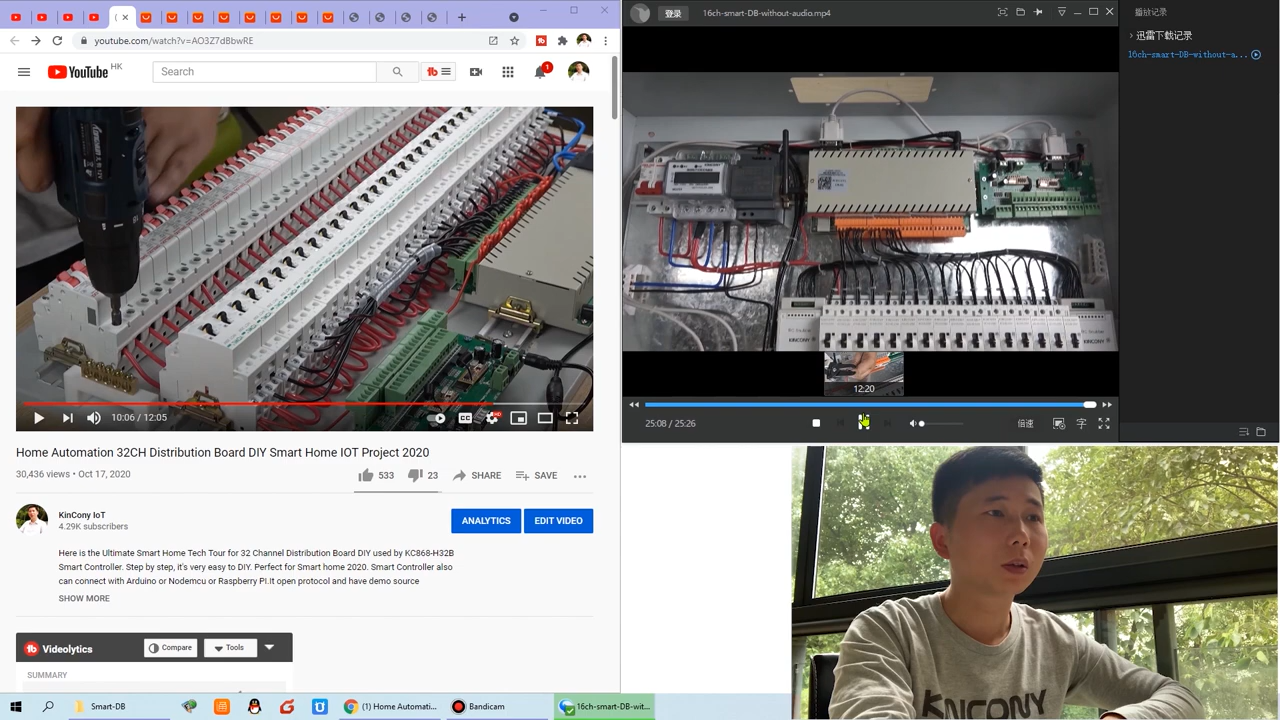 youtube.com/watch?v=AO3Z7dBbwRE
YouTube HK
Search
1
10:06 / 12:05
CC
HD
Home Automation 32CH Distribution Board DIY Smart Home IOT Project 2020
30,436 views • Oct 17, 2020
533
23
SHARE
SAVE
KinCony IoT
4.29K subscribers
ANALYTICS
EDIT VIDEO
Here is the Ultimate Smart Home Tech Tour for 32 Channel Distribution Board DIY used by KC868-H32B
Smart Controller. Step by step, it's very easy to DIY. Perfect for Smart home 2020. Smart Controller also
can connect with Arduino or Nodemcu or Raspberry PI.It open protocol and have demo source
SHOW MORE
Videolytics
Compare
Tools
SUMMARY
登录
16ch-smart-DB-without-audio.mp4
播放记录
迅雷下载记录
16ch-smart-DB-without-a...
KINCONY
12:20
25:08 / 25:26
倍速
字
KINCONY
Smart-DB
(1) Home Automati...
Bandicam
16ch-smart-DB-wit...